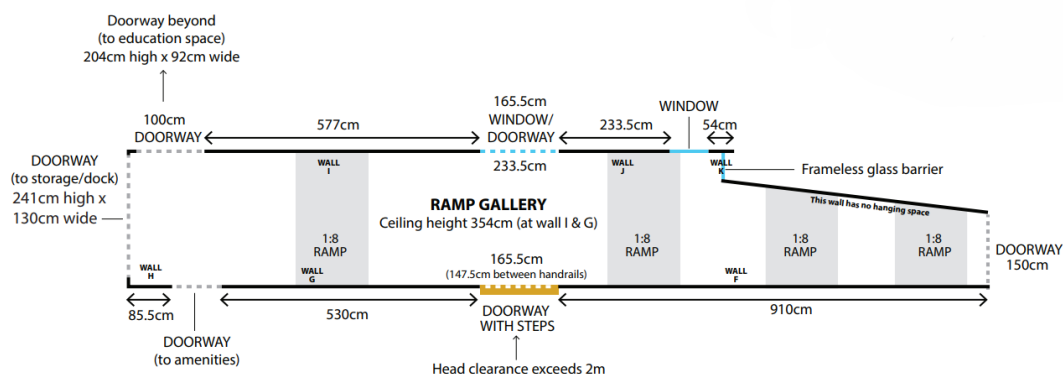 Doorway beyond
(to education space)
204cm high x 92cm wide
100cm
DOORWAY
577cm
165.5cm
WINDOW/
DOORWAY
233.5cm
233.5cm
WINDOW
54cm
DOORWAY
(to storage/dock)
241cm high x
130cm wide
WALL
I
WALL
J
WALL
K
Frameless glass barrier
This wall has no hanging space
RAMP GALLERY
Ceiling height 354cm (at wall I & G)
1:8
RAMP
1:8
RAMP
1:8
RAMP
1:8
RAMP
DOORWAY
150cm
WALL
H
WALL
G
165.5cm
(147.5cm between handrails)
WALL
F
85.5cm
530cm
DOORWAY
WITH STEPS
910cm
DOORWAY
(to amenities)
Head clearance exceeds 2m